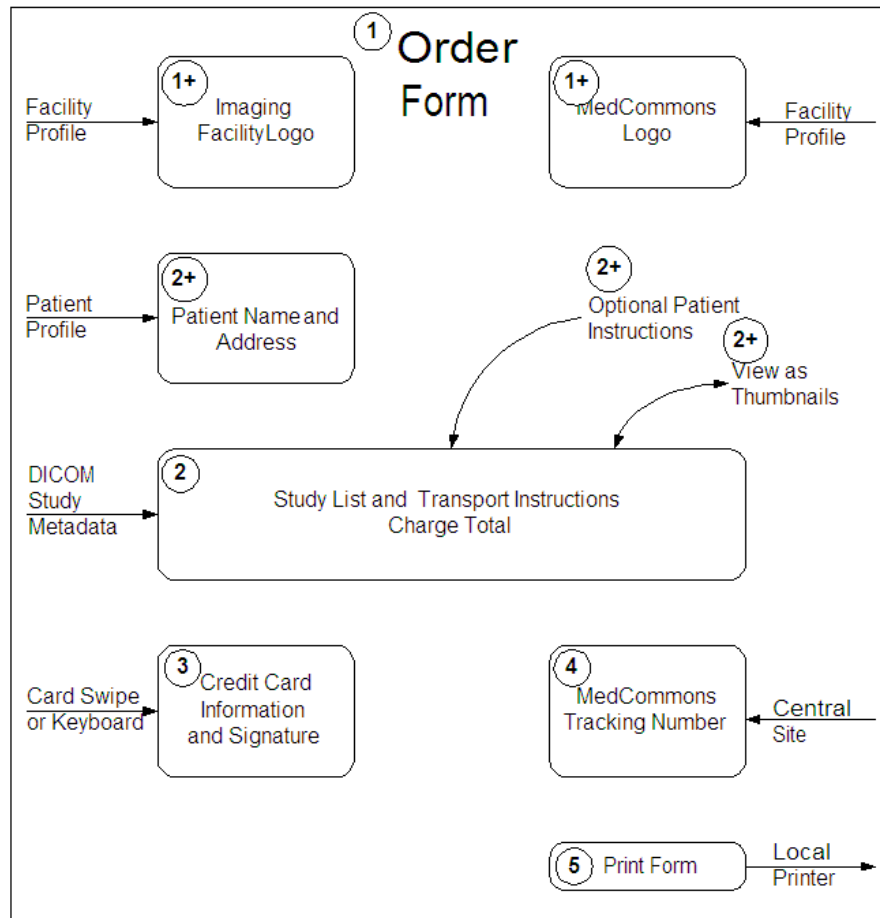 1
Order
Form
1+
Imaging
FacilityLogo
Facility
Profile
1+
MedCommons
Logo
Facility
Profile
2+
Patient Name and
Address
Patient
Profile
2+
Optional Patient
Instructions
2+
View as
Thumbnails
DICOM
Study
Metadata
2
Study List and Transport Instructions
Charge Total
Card Swipe
or Keyboard
3
Credit Card
Information
and Signature
4
MedCommons
Tracking Number
Central
Site
5
Print Form
Local
Printer